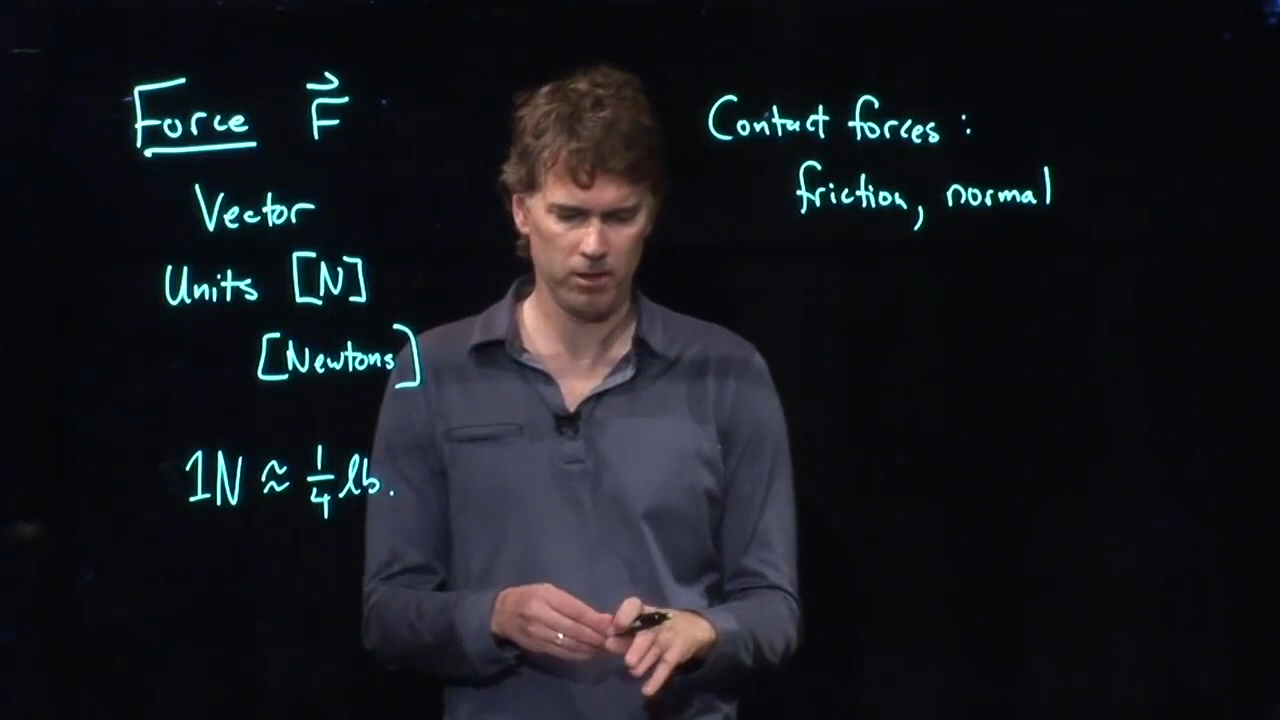 Force F⃗
Vector
Units [N]
[Newtons]
1N ≈ 1/4 lb.
Contact forces:
friction, normal